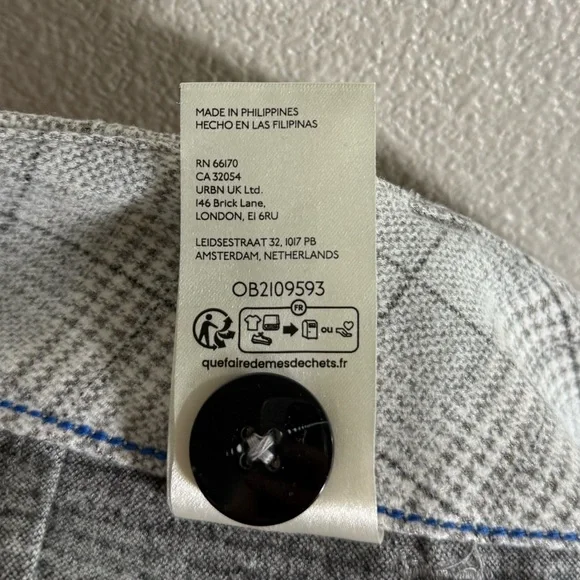 MADE IN PHILIPPINES
HECHO EN LAS FILIPINAS
RN 66170
CA 32054
URBN UK Ltd.
146 Brick Lane,
LONDON, E1 6RU
LEIDSESTRAAT 32, 1017 PB
AMSTERDAM, NETHERLANDS
OB2109593
FR
ou
quefairedemesdechets.fr